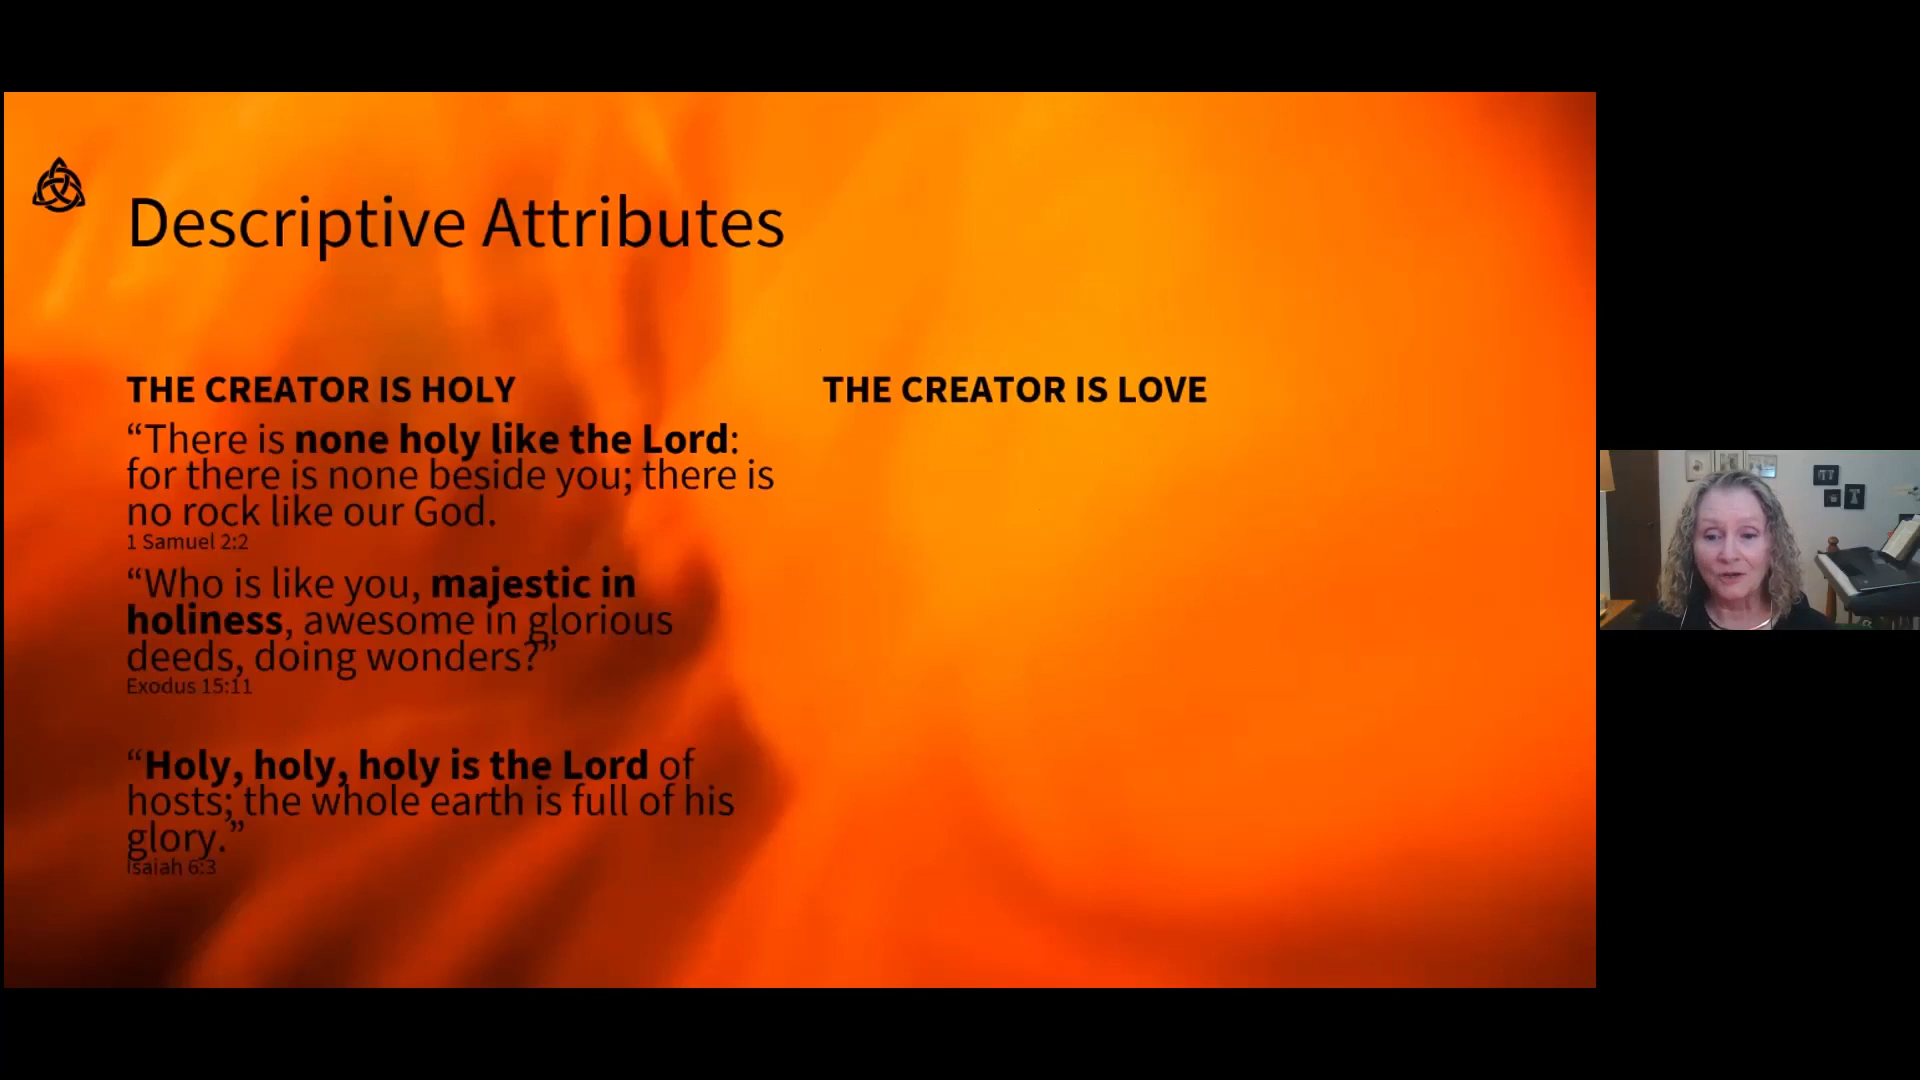 Descriptive Attributes
THE CREATOR IS HOLY
“There is none holy like the Lord:
for there is none beside you; there is
no rock like our God.
1 Samuel 2:2
“Who is like you, majestic in
holiness, awesome in glorious
deeds, doing wonders?”
Exodus 15:11
“Holy, holy, holy is the Lord of
hosts; the whole earth is full of his
glory.”
Isaiah 6:3
THE CREATOR IS LOVE